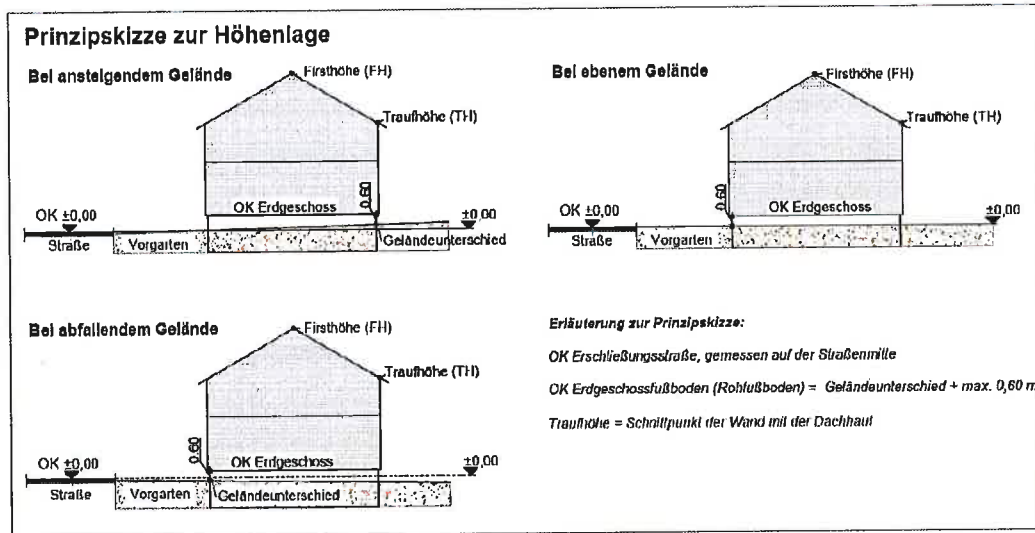 Prinzipskizze zur Höhenlage
Bei ansteigendem Gelände
Firsthöhe (FH)
Traufhöhe (TH)
0,60
OK Erdgeschoss
OK ±0,00
±0,00
Straße
Vorgarten
Geländeunterschied
Bei ebenem Gelände
Firsthöhe (FH)
Traufhöhe (TH)
0,60
OK Erdgeschoss
OK ±0,00
±0,00
Straße
Vorgarten
Bei abfallendem Gelände
Firsthöhe (FH)
Traufhöhe (TH)
0,60
OK Erdgeschoss
OK ±0,00
±0,00
Straße
Vorgarten
Geländeunterschied
Erläuterung zur Prinzipskizze:
OK Erschließungsstraße, gemessen auf der Straßenmitte
OK Erdgeschossfußboden (Rohfußboden) = Geländeunterschied + max. 0,60 m
Traufhöhe = Schnittpunkt der Wand mit der Dachhaut